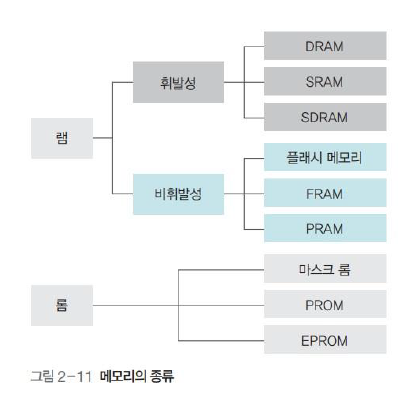 램
휘발성
DRAM
SRAM
SDRAM
비휘발성
플래시 메모리
FRAM
PRAM
롬
마스크 롬
PROM
EPROM
그림 2-11 메모리의 종류